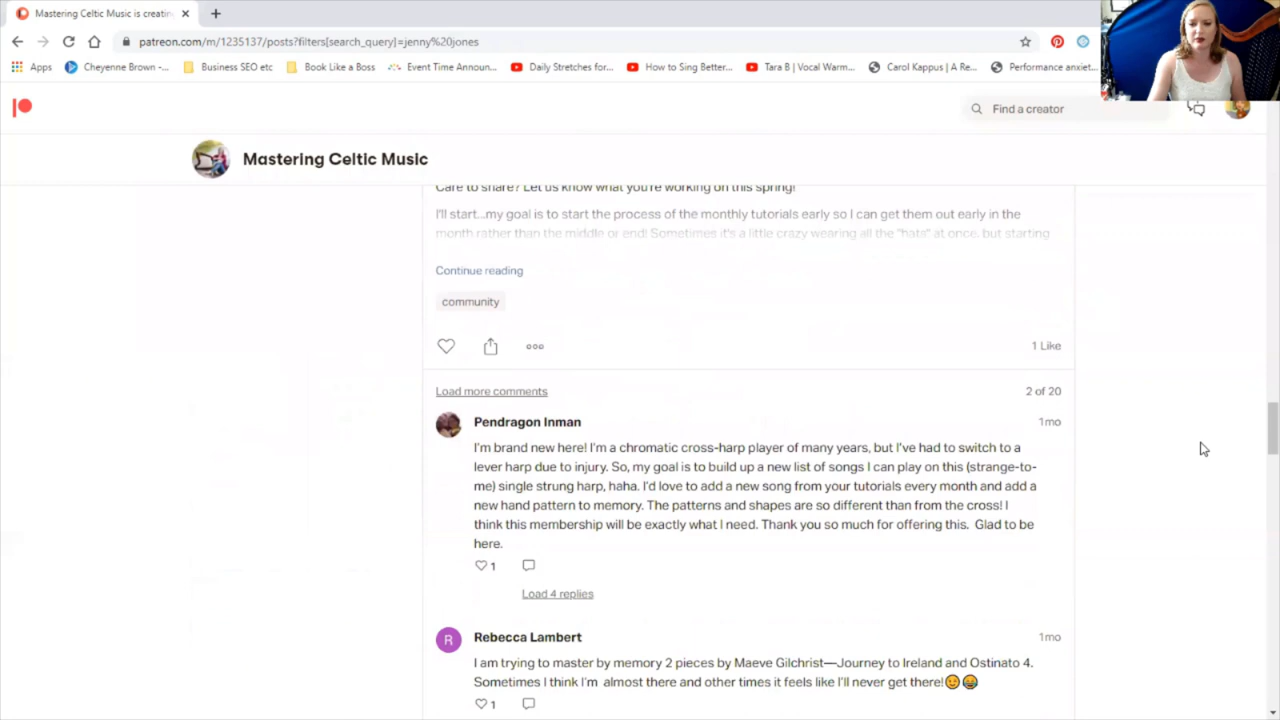 Mastering Celtic Music is creatin
patreon.com/m/1235137/posts?filters[search_query]=jenny%20jones
Apps Cheyenne Brown -... Business SEO etc Book Like a Boss Event Time Announ... Daily Stretches for... How to Sing Better... Tara B | Vocal Warm... Carol Kappus | A Re... Performance anxiet...
Find a creator
Mastering Celtic Music
Care to share? Let us know what you're working on this spring!
I'll start...my goal is to start the process of the monthly tutorials early so I can get them out early in the
month rather than the middle or end! Sometimes it's a little crazy wearing all the "hats" at once, but starting
Continue reading
community
1 Like
Load more comments 2 of 20
Pendragon Inman 1mo
I'm brand new here! I'm a chromatic cross-harp player of many years, but I've had to switch to a
lever harp due to injury. So, my goal is to build up a new list of songs I can play on this (strange-to-
me) single strung harp, haha. I'd love to add a new song from your tutorials every month and add a
new hand pattern to memory. The patterns and shapes are so different than from the cross! I
think this membership will be exactly what I need. Thank you so much for offering this. Glad to be
here.
1
Load 4 replies
R Rebecca Lambert 1mo
I am trying to master by memory 2 pieces by Maeve Gilchrist—Journey to Ireland and Ostinato 4.
Sometimes I think I'm almost there and other times it feels like I'll never get there!🙂😂
1